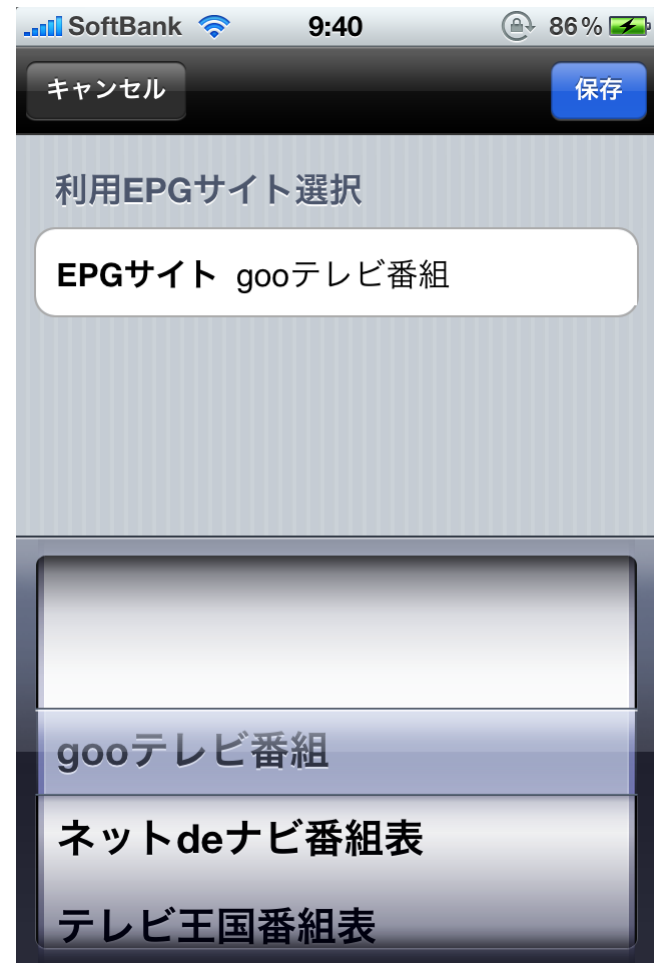 SoftBank 9:40 86%
キャンセル 保存
利用EPGサイト選択
EPGサイト gooテレビ番組
gooテレビ番組
ネットdeナビ番組表
テレビ王国番組表